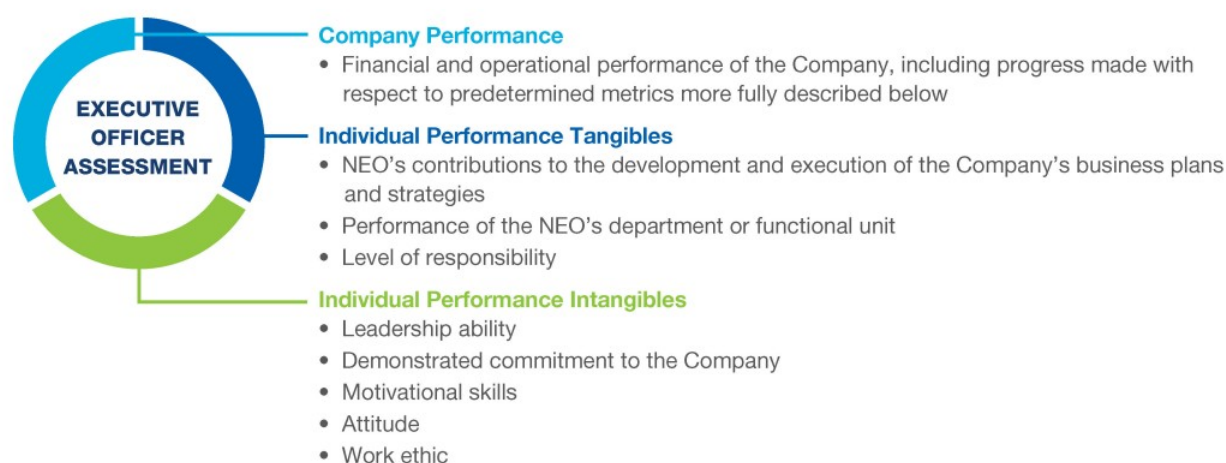 EXECUTIVE
OFFICER
ASSESSMENT
Company Performance
• Financial and operational performance of the Company, including progress made with
respect to predetermined metrics more fully described below
Individual Performance Tangibles
• NEO’s contributions to the development and execution of the Company’s business plans
and strategies
• Performance of the NEO’s department or functional unit
• Level of responsibility
Individual Performance Intangibles
• Leadership ability
• Demonstrated commitment to the Company
• Motivational skills
• Attitude
• Work ethic